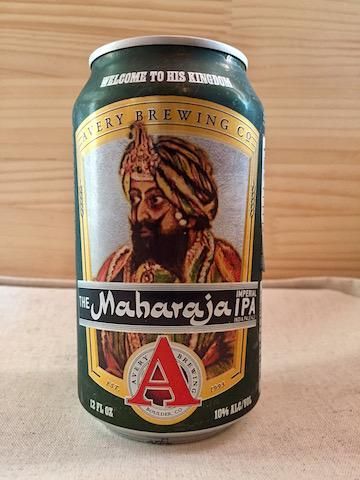 WELCOME TO HIS KINGDOM
AVERY BREWING CO
THE Maharaja IMPERIAL IPA
INDIA PALE ALE
AVERY BREWING
A
EST. 1993
BOULDER, CO
12 FL OZ
10% ALC/VOL